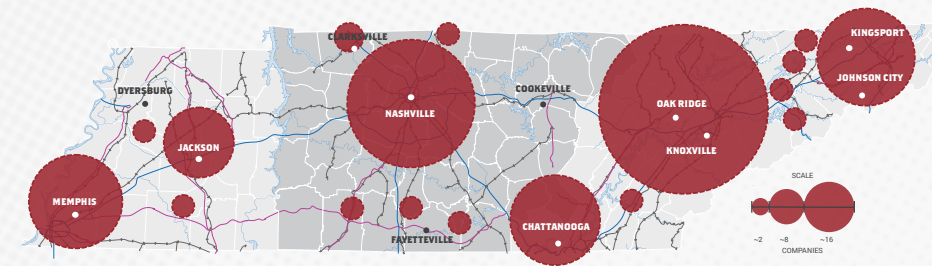 KINGSPORT
CLARKSVILLE
JOHNSON CITY
DYERSBURG
COOKEVILLE
OAK RIDGE
NASHVILLE
JACKSON
KNOXVILLE
SCALE
MEMPHIS
CHATTANOOGA
FAYETTEVILLE
~2 ~8 ~16
COMPANIES